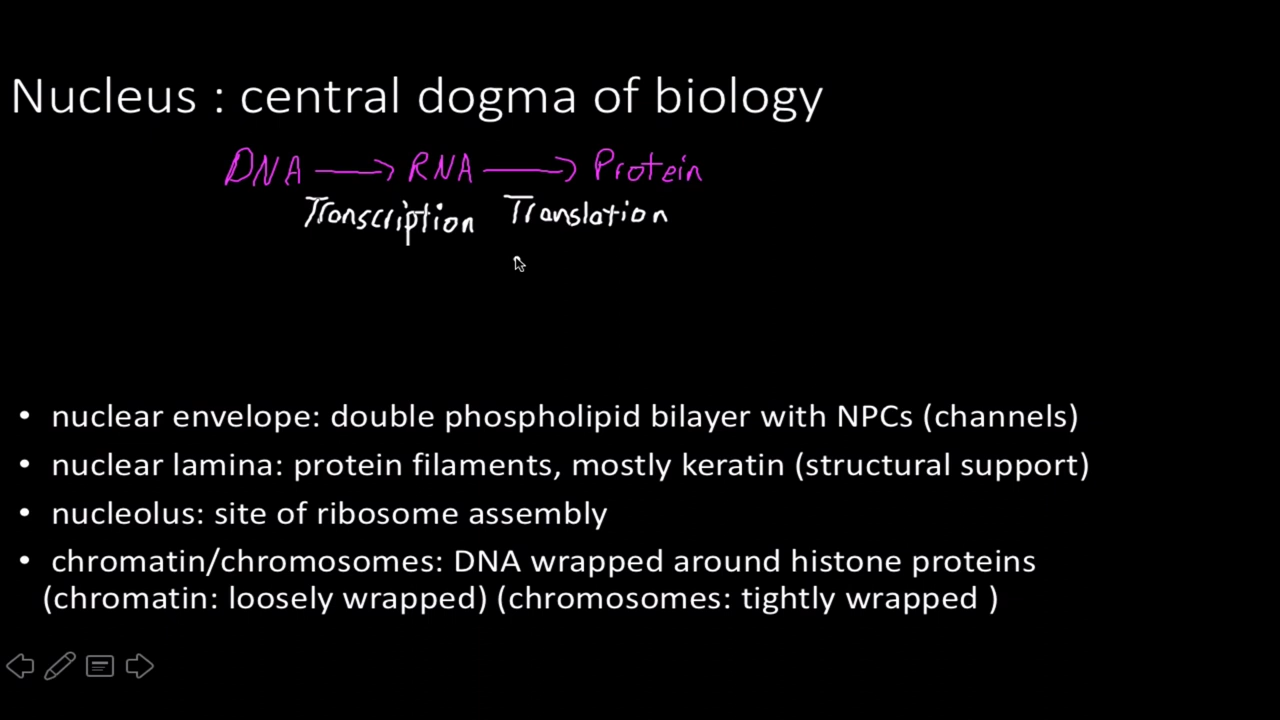 Nucleus : central dogma of biology
DNA → RNA → Protein
Transcription Translation
• nuclear envelope: double phospholipid bilayer with NPCs (channels)
• nuclear lamina: protein filaments, mostly keratin (structural support)
• nucleolus: site of ribosome assembly
• chromatin/chromosomes: DNA wrapped around histone proteins
(chromatin: loosely wrapped) (chromosomes: tightly wrapped )